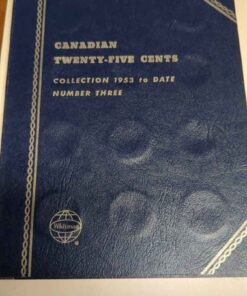 CANADIAN
TWENTY-FIVE CENTS
COLLECTION 1953 to DATE
NUMBER THREE
Whitman
®